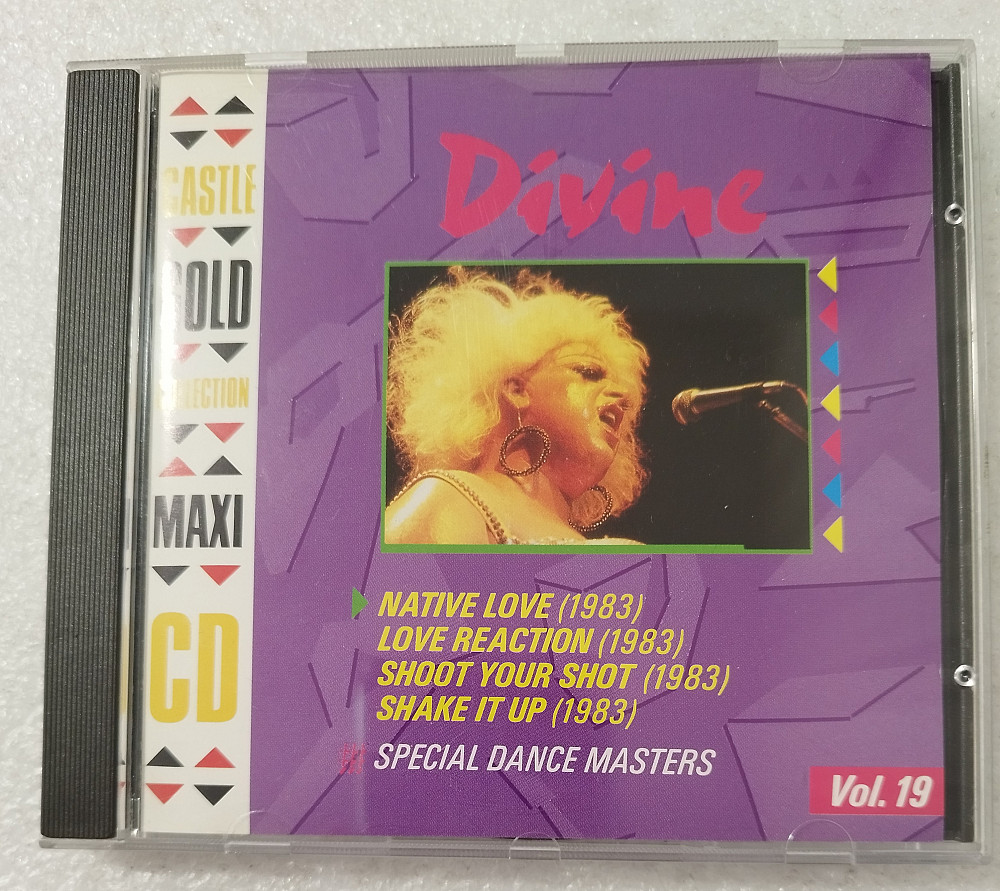 Divine
CASTLE
GOLD
MAXI
CD
NATIVE LOVE (1983)
LOVE REACTION (1983)
SHOOT YOUR SHOT (1983)
SHAKE IT UP (1983)
SPECIAL DANCE MASTERS
Vol. 19